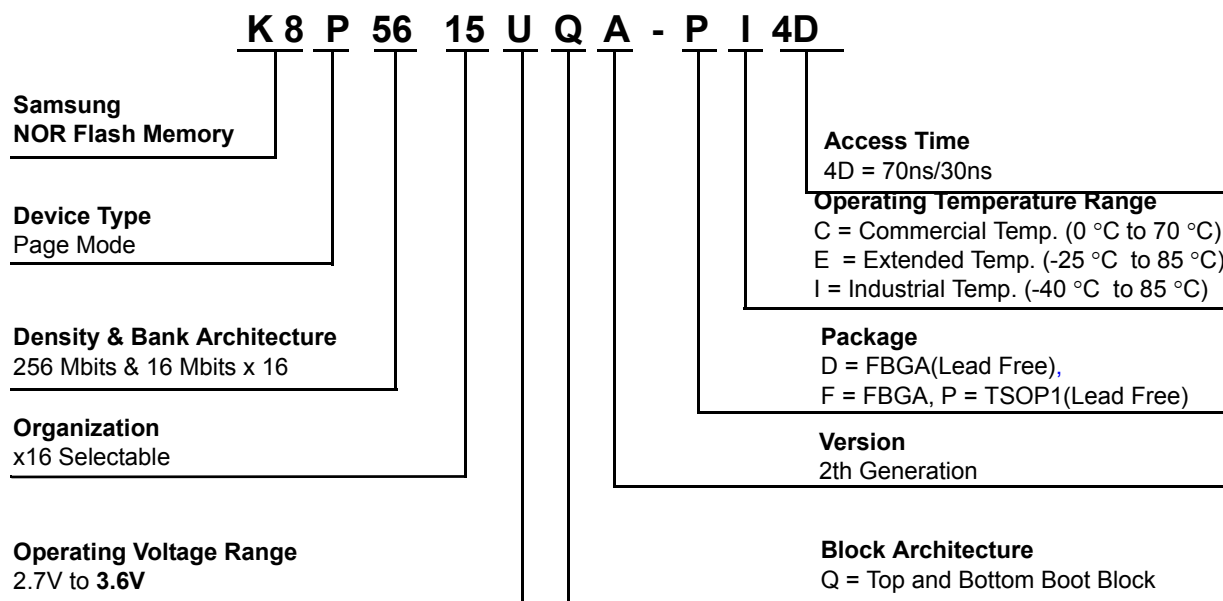 K 8 P 56 15 U Q A - P I 4D
Samsung
NOR Flash Memory
Device Type
Page Mode
Density & Bank Architecture
256 Mbits & 16 Mbits x 16
Organization
x16 Selectable
Operating Voltage Range
2.7V to 3.6V
Access Time
4D = 70ns/30ns
Operating Temperature Range
C = Commercial Temp. (0 °C to 70 °C)
E = Extended Temp. (-25 °C to 85 °C)
I = Industrial Temp. (-40 °C to 85 °C)
Package
D = FBGA(Lead Free),
F = FBGA, P = TSOP1(Lead Free)
Version
2th Generation
Block Architecture
Q = Top and Bottom Boot Block